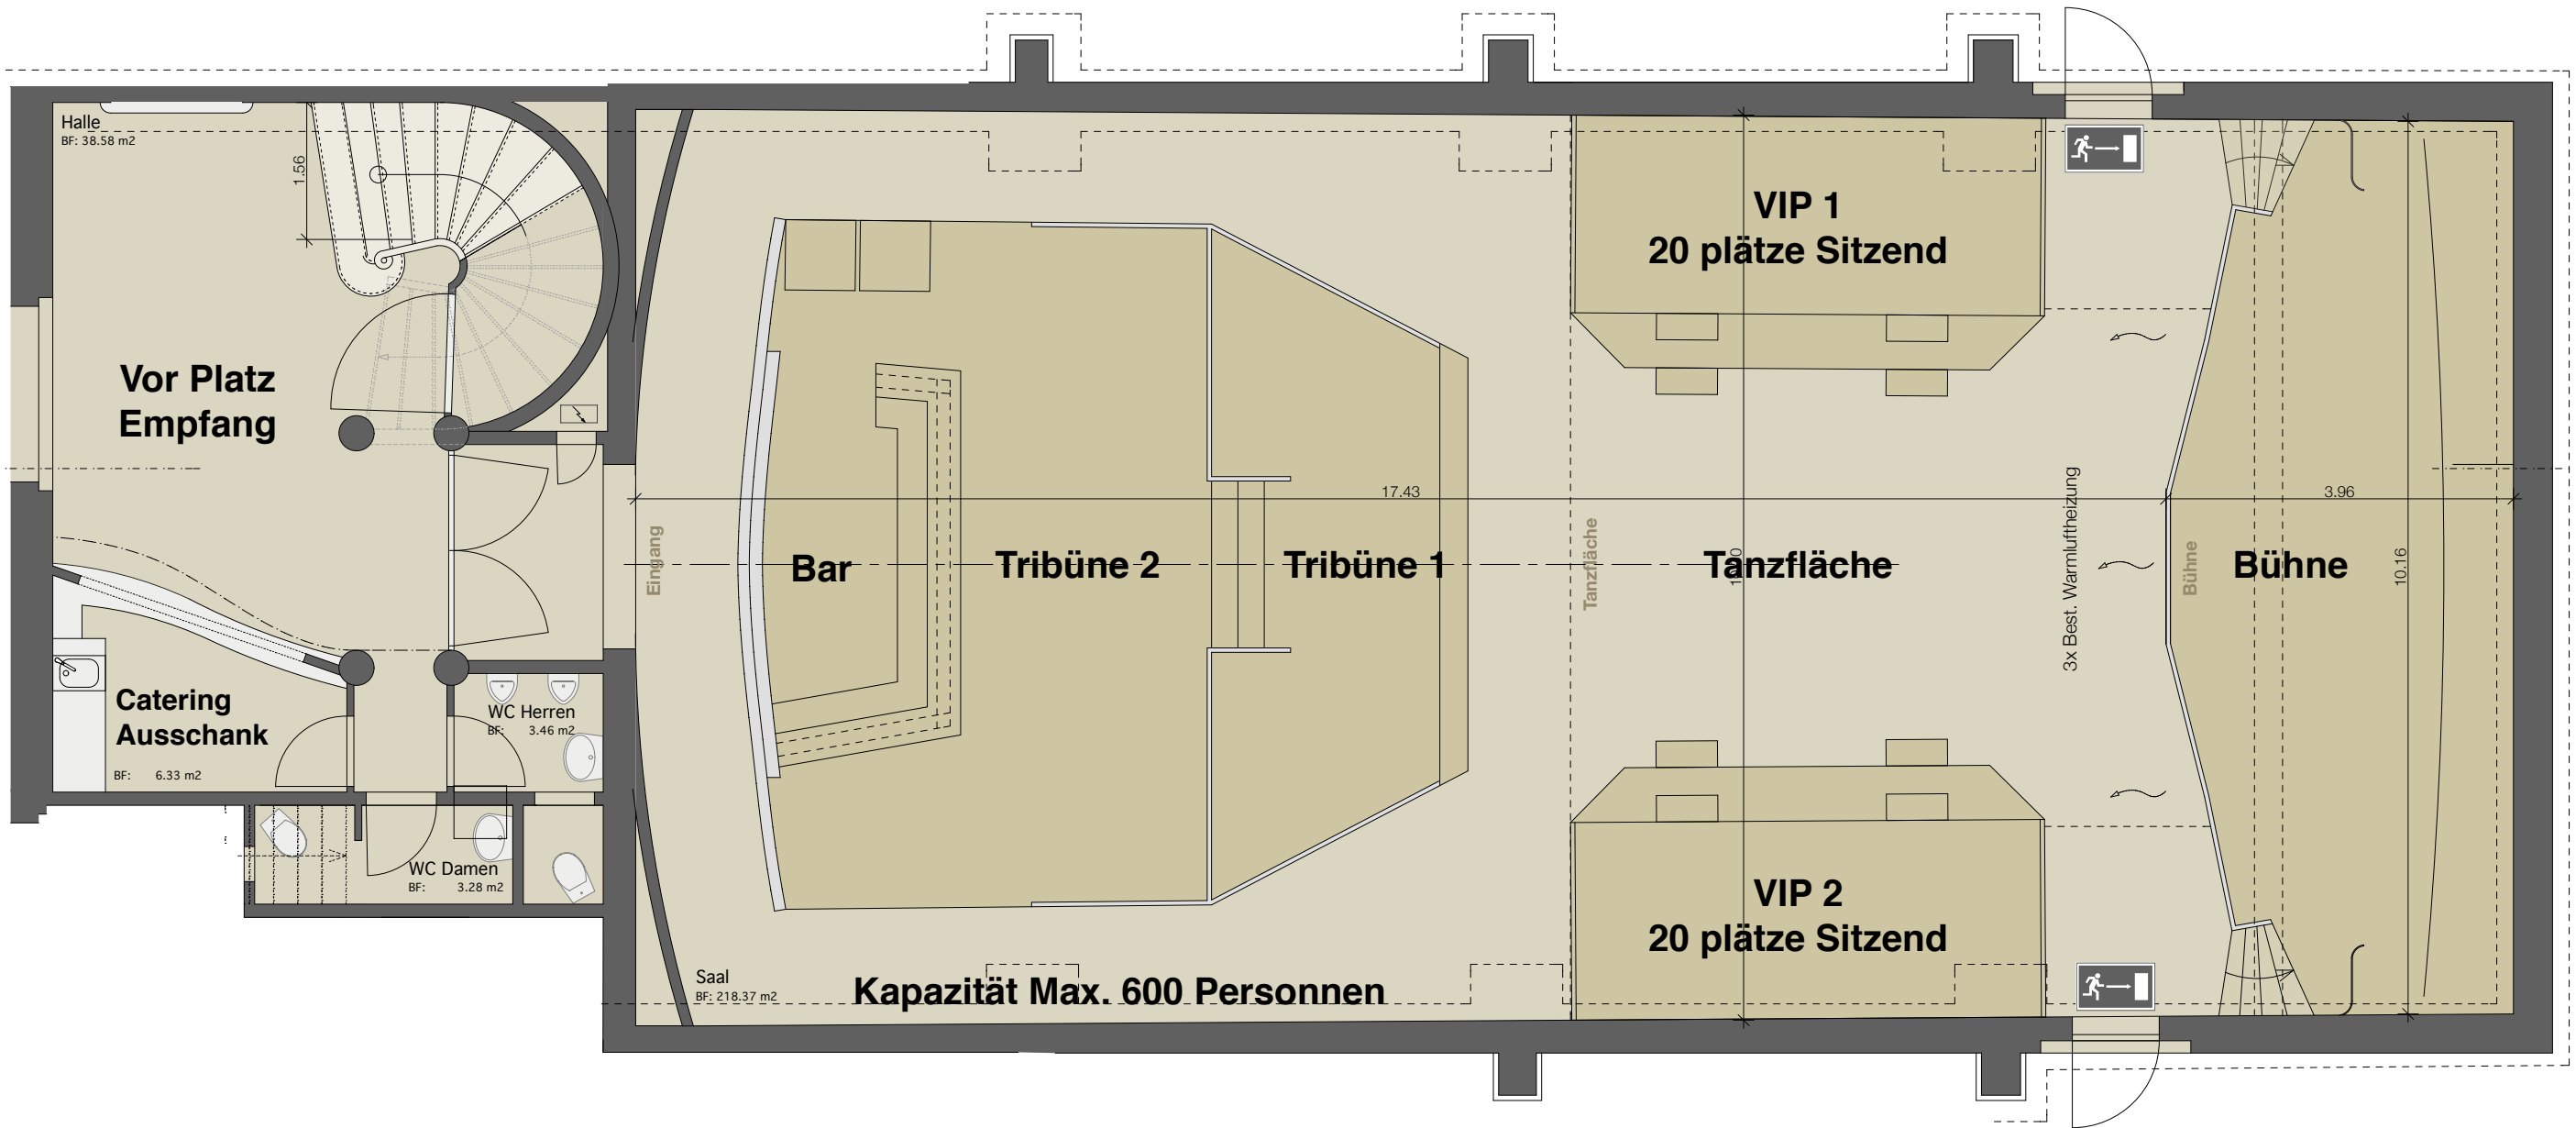 Halle
BF: 38.58 m2
1.56
Vor Platz
Empfang
Catering
Ausschank
BF: 6.33 m2
WC Herren
BF: 3.46 m2
WC Damen
BF: 3.28 m2
Eingang
Bar
Tribüne 2
Tribüne 1
17.43
VIP 1
20 plätze Sitzend
Tanzfläche
Tanzfläche
3x Best. Warmluftheizung
Bühne
Bühne
3.96
10.16
VIP 2
20 plätze Sitzend
Saal
BF: 218.37 m2
Kapazität Max. 600 Personnen